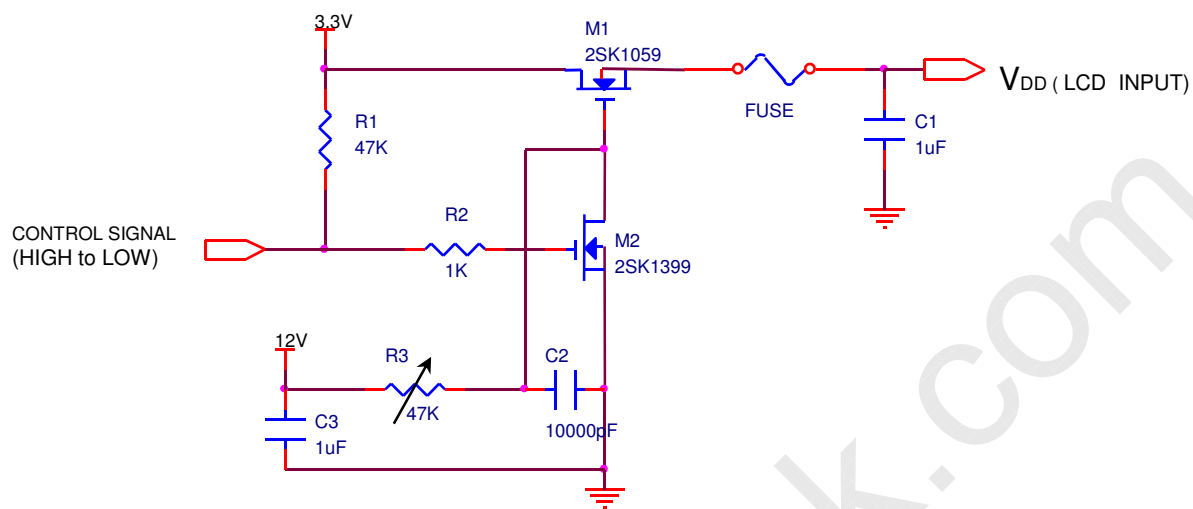 3.3V
M1
2SK1059
FUSE
VDD ( LCD INPUT)
R1
47K
C1
1uF
CONTROL SIGNAL
(HIGH to LOW)
R2
1K
M2
2SK1399
12V
R3
47K
C2
10000pF
C3
1uF
k.com